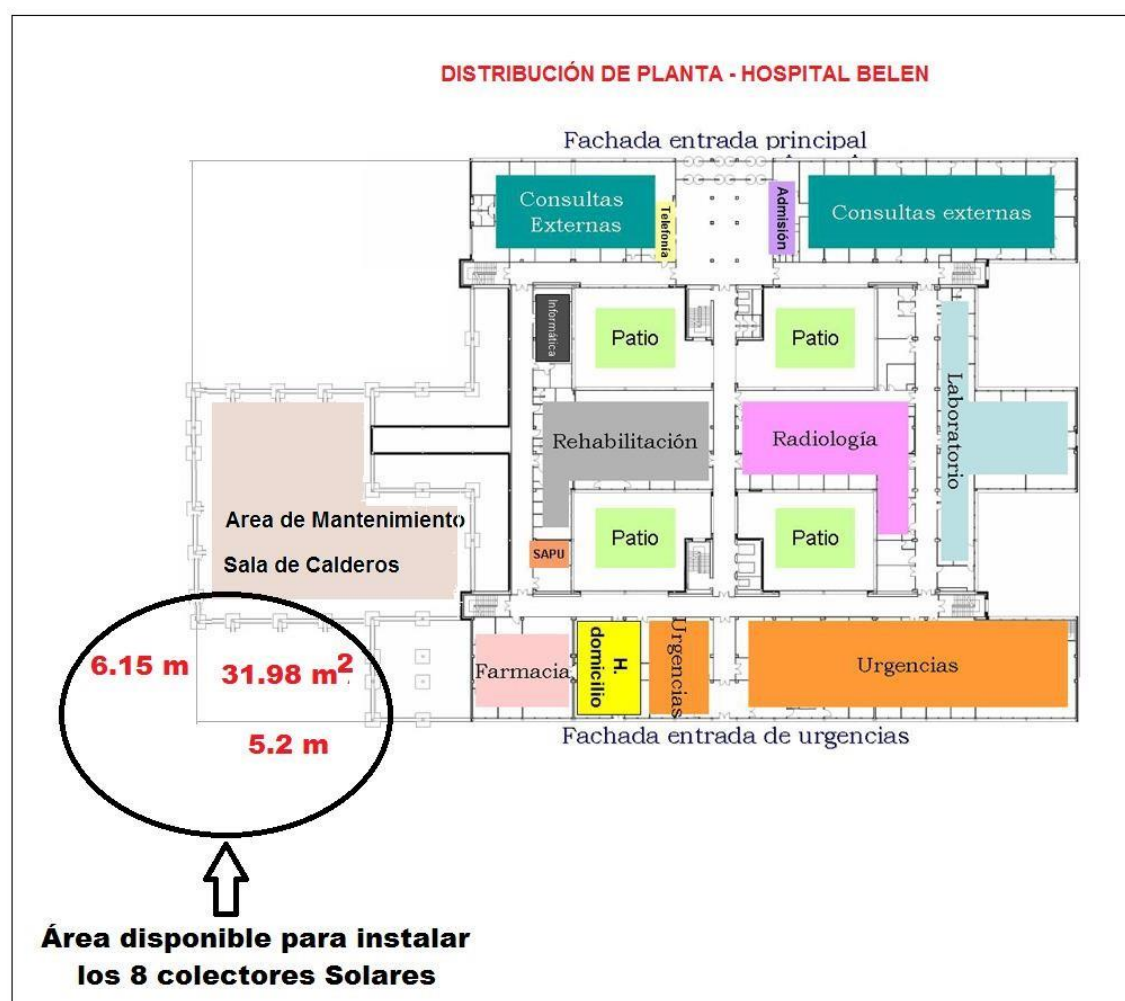 DISTRIBUCIÓN DE PLANTA - HOSPITAL BELEN
Fachada entrada principal
Consultas
Externas
Telefonía
Admisión
Consultas externas
Informática
Patio
Patio
Laboratorio
Rehabilitación
Radiología
Area de Mantenimiento
Sala de Calderos
SAPU
Patio
Patio
6.15 m
31.98 m²
5.2 m
Farmacia
H.
domicilio
Urgencias
Urgencias
Fachada entrada de urgencias
Área disponible para instalar
los 8 colectores Solares